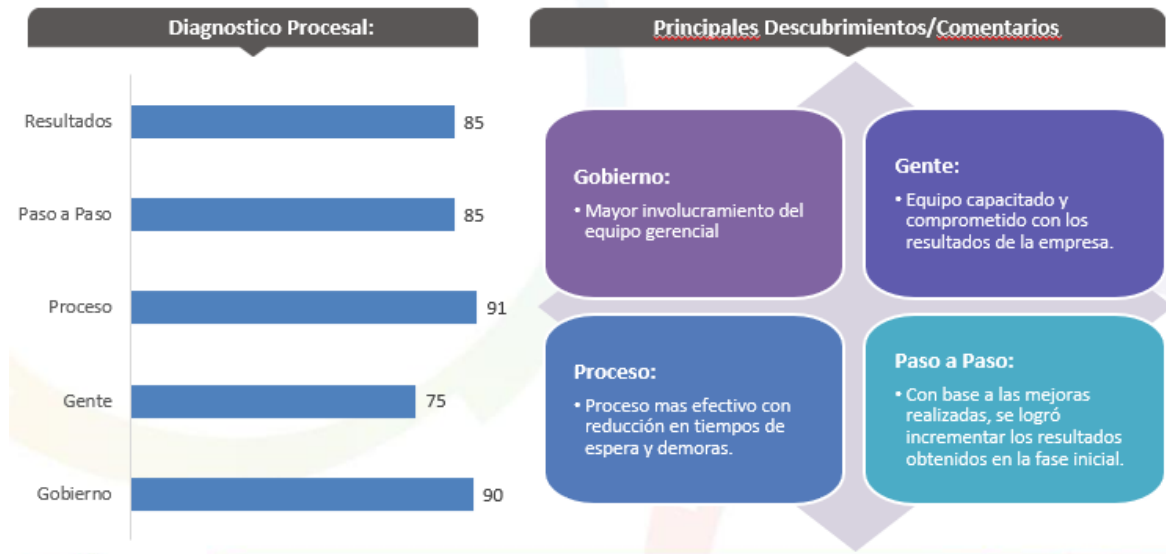 Diagnostico Procesal:
Resultados
85
Paso a Paso
85
Proceso
91
Gente
75
Gobierno
90
Principales Descubrimientos/Comentarios
Gobierno:
• Mayor involucramiento del
equipo gerencial
Gente:
• Equipo capacitado y
comprometido con los
resultados de la empresa.
Proceso:
• Proceso mas efectivo con
reducción en tiempos de
espera y demoras.
Paso a Paso:
• Con base a las mejoras
realizadas, se logró
incrementar los resultados
obtenidos en la fase inicial.